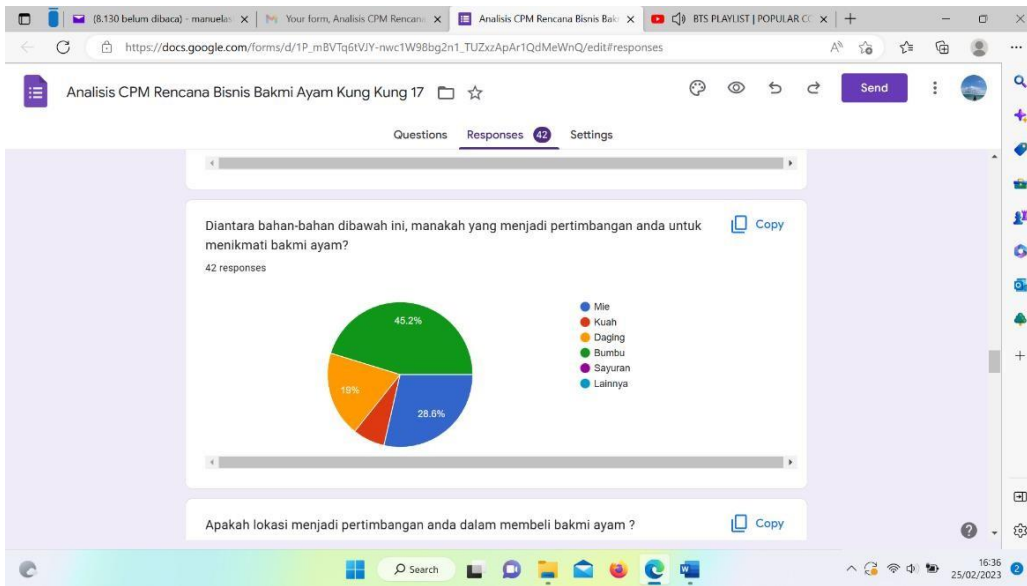 (8.130 belum dibaca) - manuelas
Your form, Analisis CPM Rencana
Analisis CPM Rencana Bisnis Bak
BTS PLAYLIST | POPULAR
https://docs.google.com/forms/d/1P_mBVTq6tVJY-nwc1W98bg2n1_TUZxzApAr1QdMeWnQ/edit#responses
Analisis CPM Rencana Bisnis Bakmi Ayam Kung Kung 17
Send
Questions Responses 42 Settings
Diantara bahan-bahan dibawah ini, manakah yang menjadi pertimbangan anda untuk
menikmati bakmi ayam?
Copy
42 responses
45.2%
19%
28.6%
Mie
Kuah
Daging
Bumbu
Sayuran
Lainnya
Apakah lokasi menjadi pertimbangan anda dalam membeli bakmi ayam ?
Copy
Search
16:36
25/02/2023
2